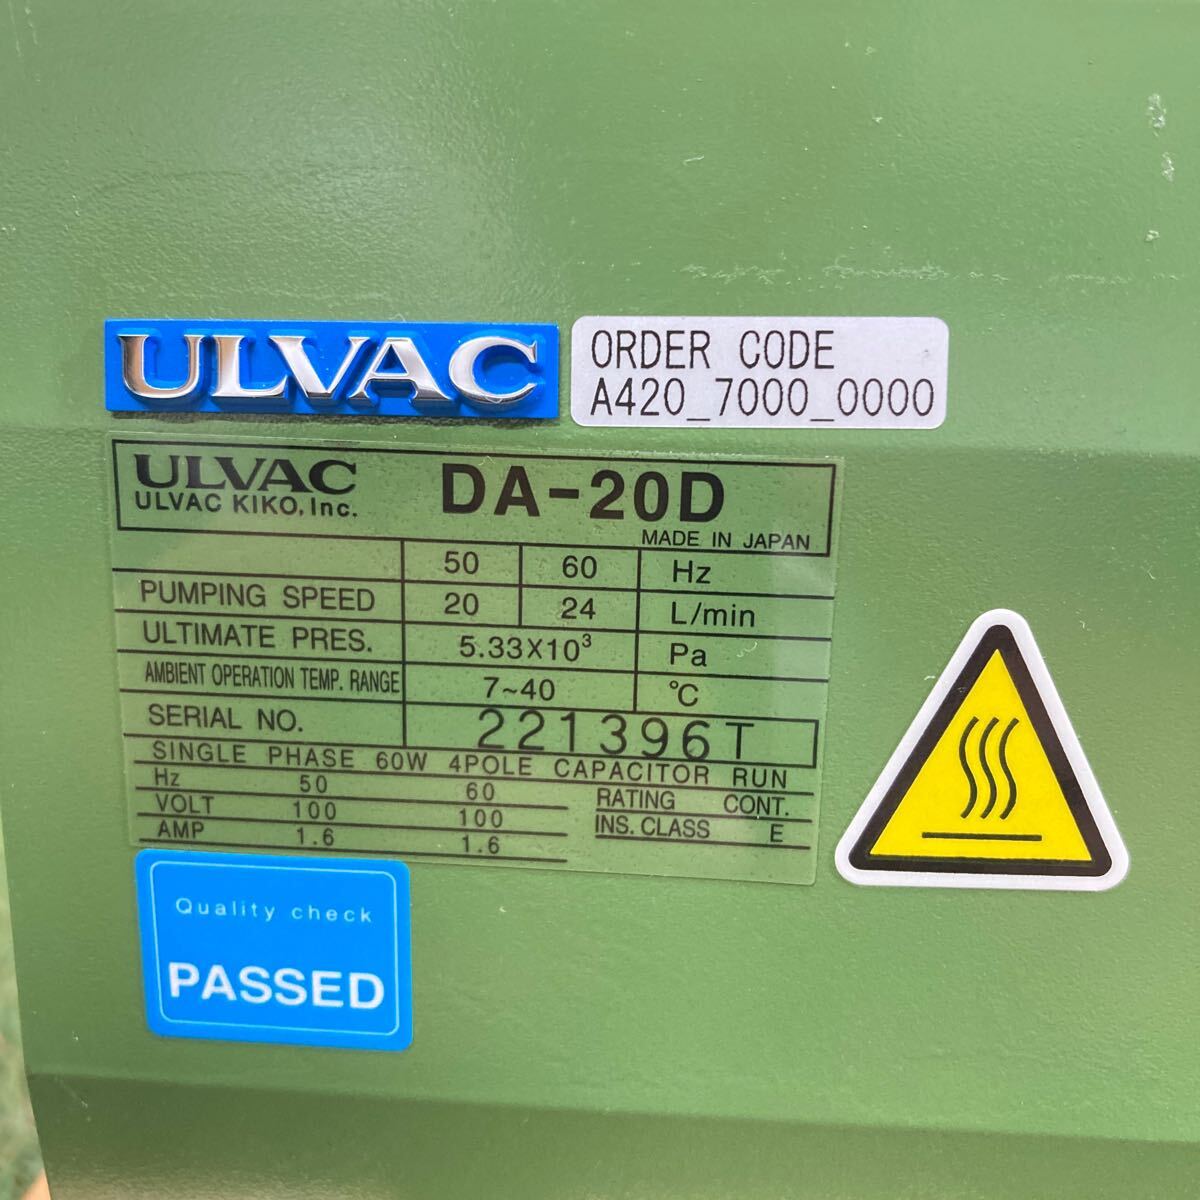 ULVAC
ORDER CODE
A420_7000_0000
ULVAC
ULVAC KIKO, Inc.
DA-20D
MADE IN JAPAN
50 60 Hz
PUMPING SPEED 20 24 L/min
ULTIMATE PRES. 5.33X10³ Pa
AMBIENT OPERATION TEMP. RANGE 7~40 ℃
SERIAL NO. 221396T
SINGLE PHASE 60W 4POLE CAPACITOR RUN
Hz 50 60
VOLT 100 100
AMP 1.6 1.6
RATING CONT.
INS. CLASS E
Quality check
PASSED